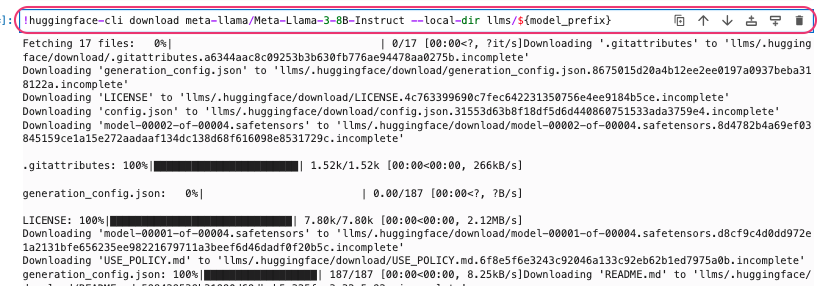 ]: !huggingface-cli download meta-llama/Meta-Llama-3-8B-Instruct --local-dir llms/${model_prefix}
Fetching 17 files:   0%|          | 0/17 [00:00<?, ?it/s]Downloading '.gitattributes' to 'llms/.hugging
face/download/.gitattributes.a6344aac8c09253b3b630fb776ae94478aa0275b.incomplete'
Downloading 'generation_config.json' to 'llms/.huggingface/download/generation_config.json.8675015d20a4b12ee2ee0197a0937beba31
8122a.incomplete'
Downloading 'LICENSE' to 'llms/.huggingface/download/LICENSE.4c763399690c7fec642231350756e4ee9184b5ce.incomplete'
Downloading 'config.json' to 'llms/.huggingface/download/config.json.31553d63b8f18df5d6d440860751533ada3759e4.incomplete'
Downloading 'model-00002-of-00004.safetensors' to 'llms/.huggingface/download/model-00002-of-00004.safetensors.8d4782b4a69ef03
845159ce1a15e272aadaaf134dc138d68f616098e8531729c.incomplete'
.gitattributes: 100%|██████████| 1.52k/1.52k [00:00<00:00, 266kB/s]
generation_config.json:   0%|          | 0.00/187 [00:00<?, ?B/s]
LICENSE: 100%|██████████| 7.80k/7.80k [00:00<00:00, 2.12MB/s]
Downloading 'model-00001-of-00004.safetensors' to 'llms/.huggingface/download/model-00001-of-00004.safetensors.d8cf9c4d0dd972e
1a2131bfe656235ee98221679711a3beef6d46dadf0f20b5c.incomplete'
Downloading 'USE_POLICY.md' to 'llms/.huggingface/download/USE_POLICY.md.6f8e5f6e3243c92046a133c92eb62b1ed7975a0b.incomplete'
generation_config.json: 100%|██████████| 187/187 [00:00<00:00, 8.25kB/s]Downloading 'README.md' to 'llms/.huggingface/